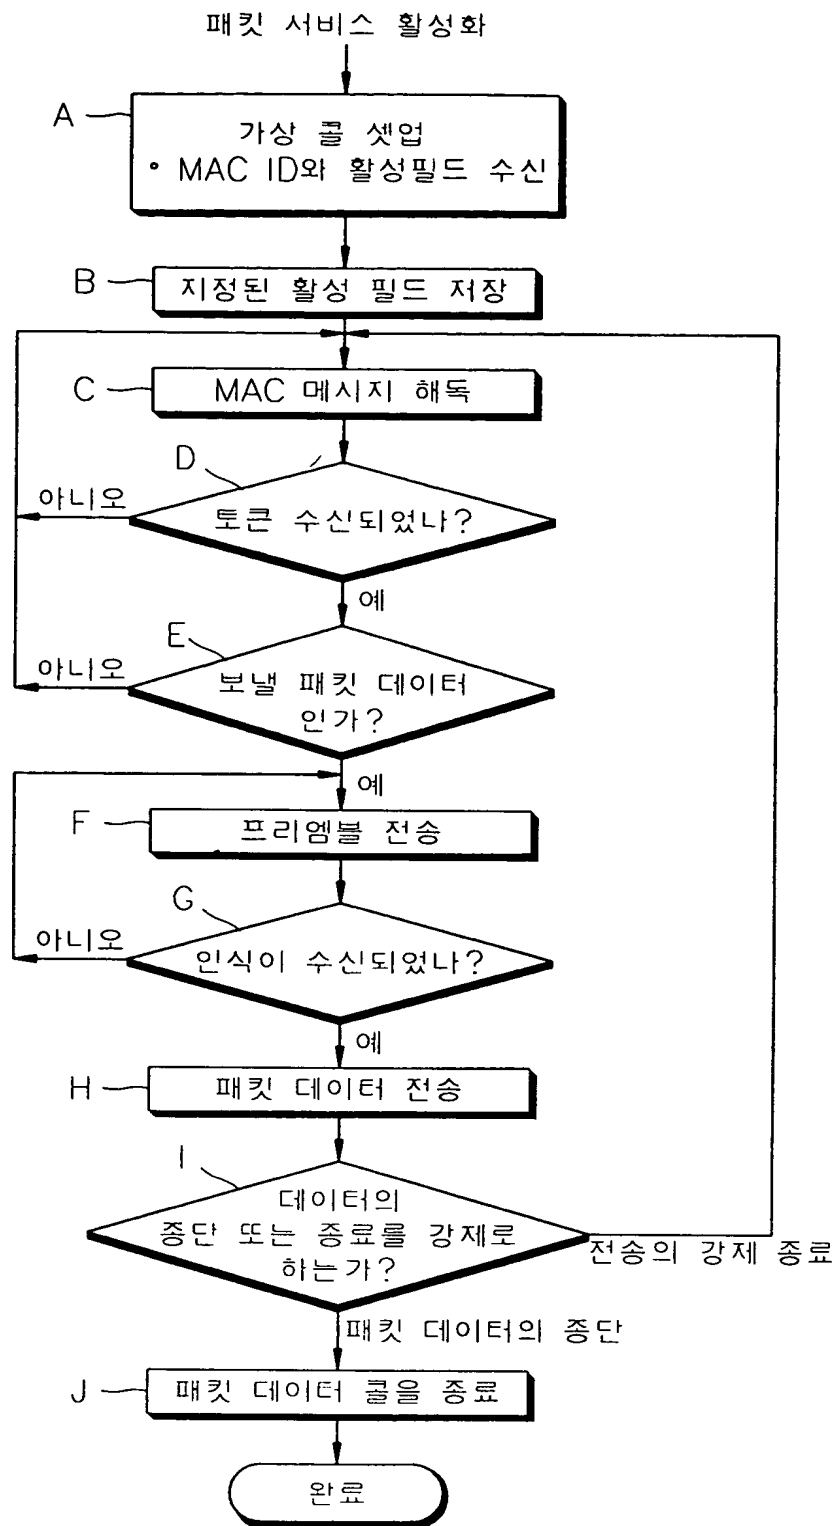 패킷 서비스 활성화
A
가상 콜 셋업
• MAC ID와 활성필드 수신
B
지정된 활성 필드 저장
C
MAC 메시지 해독
D
아니오
토큰 수신되었나?
예
E
아니오
보낼 패킷 데이터
인가?
예
F
프리엠블 전송
G
아니오
인식이 수신되었나?
예
H
패킷 데이터 전송
I
데이터의
중단 또는 종료를 강제로
하는가?
전송의 강제 종료
패킷 데이터의 종단
J
패킷 데이터 콜을 종료
완료